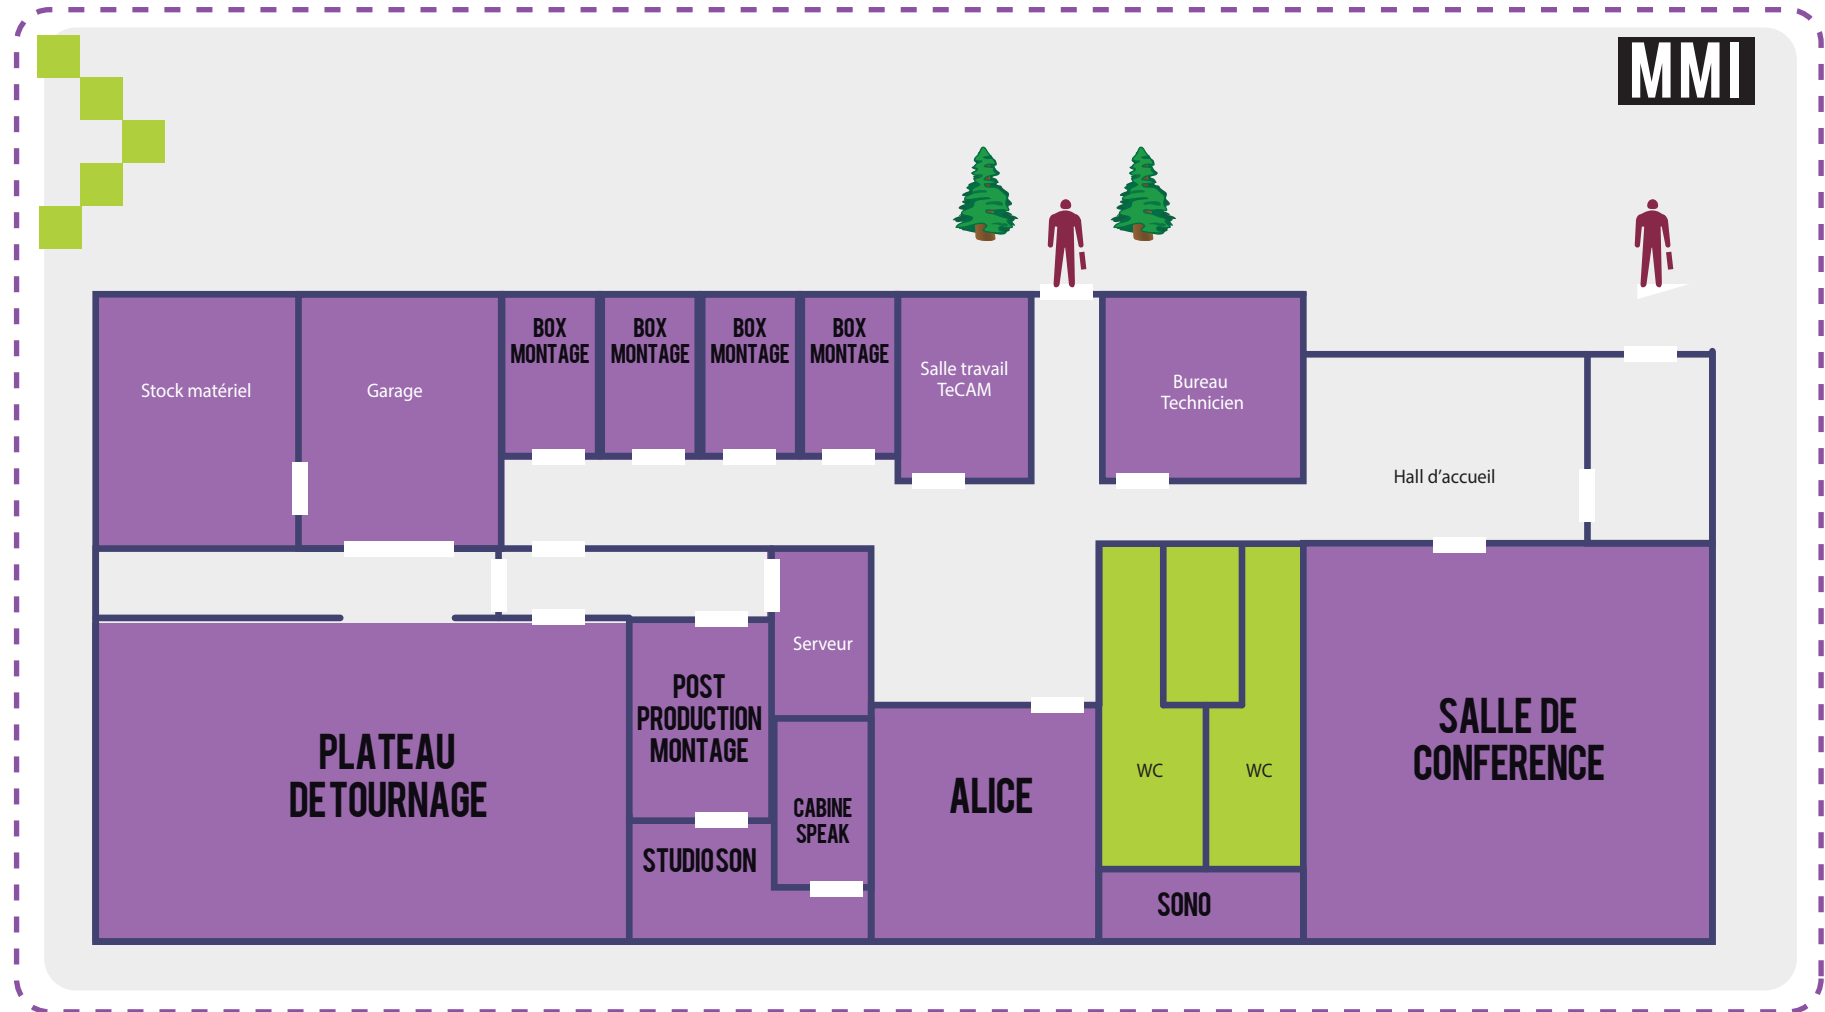 MMI
BOX
MONTAGE
BOX
MONTAGE
BOX
MONTAGE
BOX
MONTAGE
Salle travail
TeCAM
Bureau
Technicien
Stock matériel
Garage
Hall d’accueil
Serveur
POST
PRODUCTION
MONTAGE
PLATEAU
DE TOURNAGE
CABINE
SPEAK
STUDIO SON
ALICE
WC
WC
SONO
SALLE DE
CONFERENCE